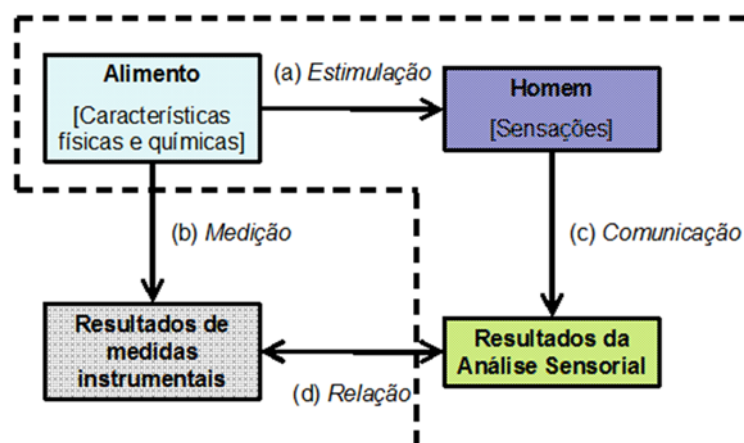 Alimento
[Características
físicas e químicas]
(a) Estimulação
Homem
[Sensações]
(b) Medição
(c) Comunicação
Resultados de
medidas
instrumentais
(d) Relação
Resultados da
Análise Sensorial